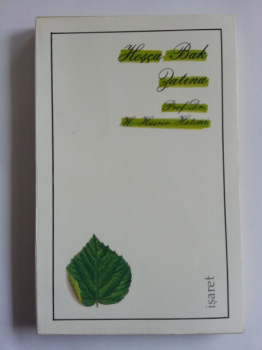 Hoşça Bak
Zatına
Prof. Dr.
H. Hüsrev Hatemi
işaret